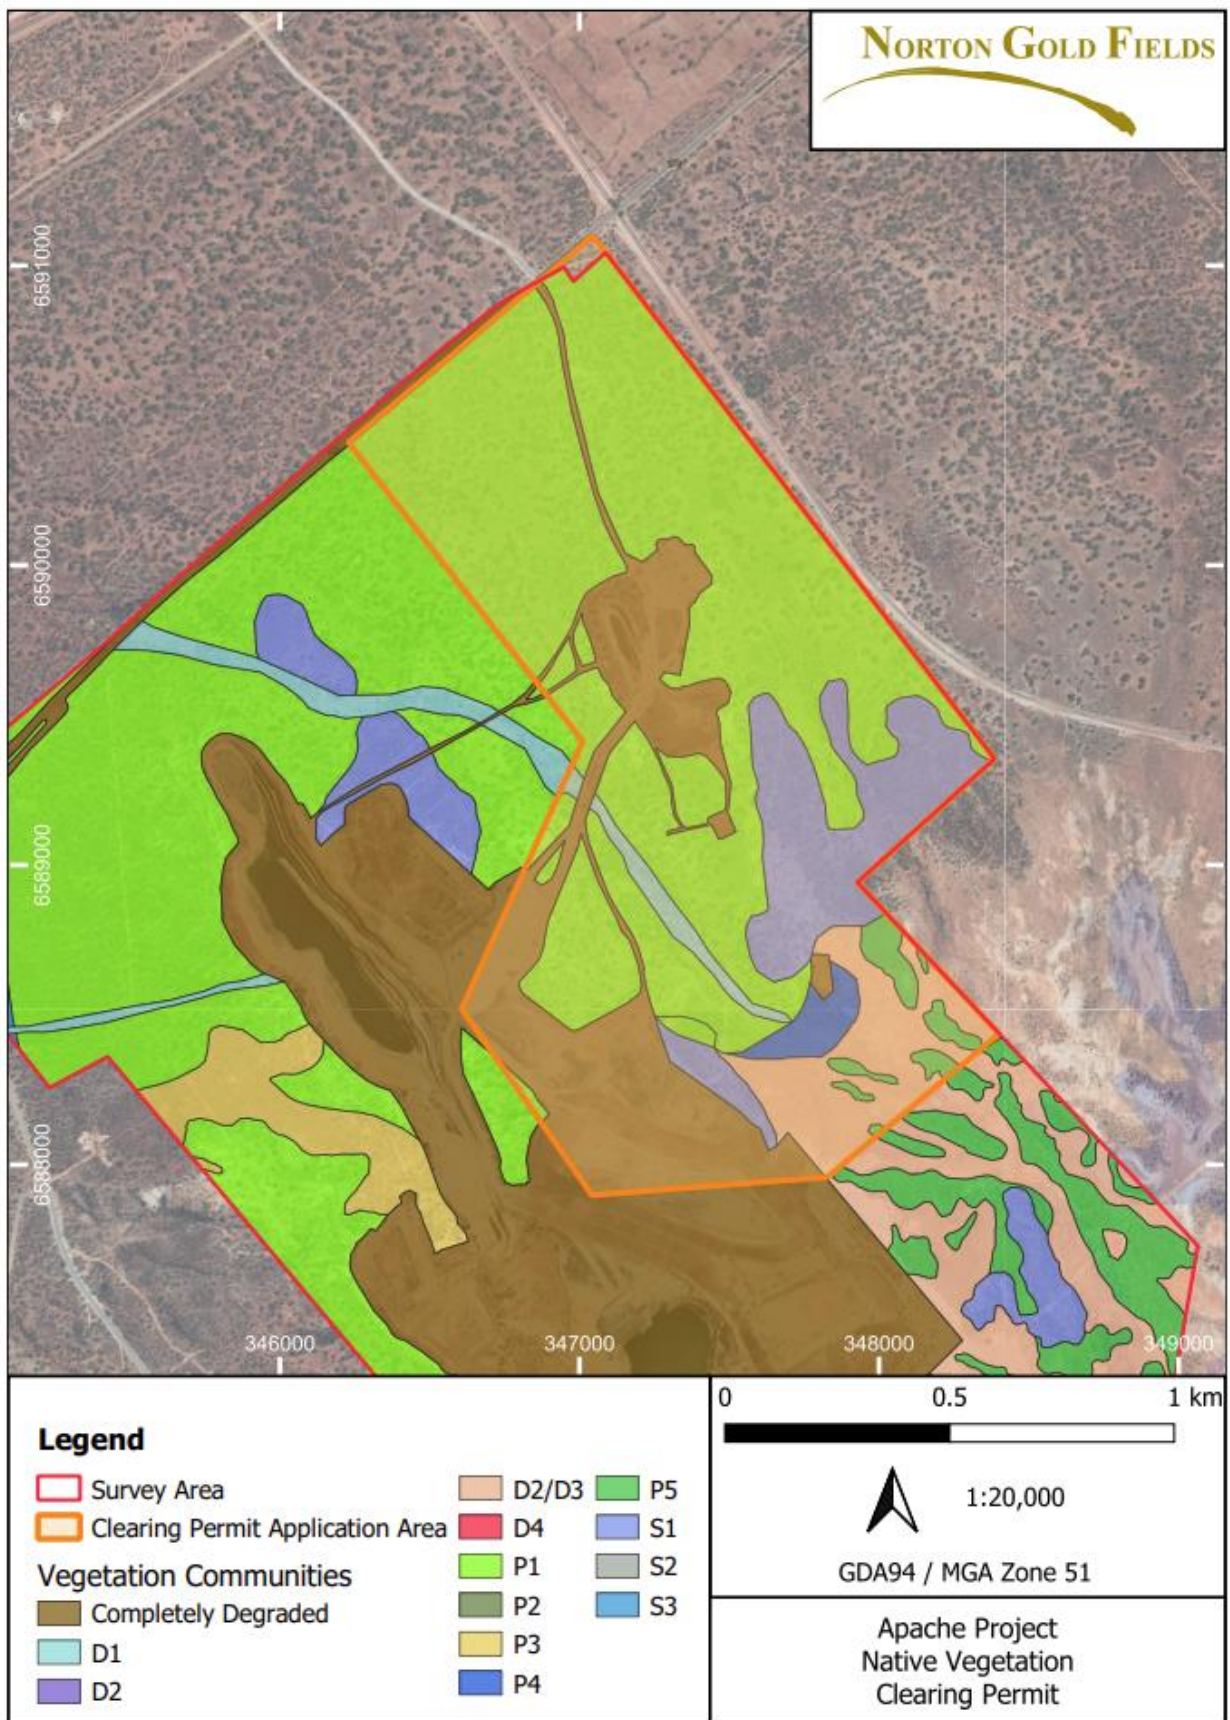 NORTON GOLD FIELDS
6591000
6590000
6589000
6588000
346000
347000
348000
349000
Legend
Survey Area
Clearing Permit Application Area
Vegetation Communities
Completely Degraded
D1
D2
D2/D3
D4
P1
P2
P3
P4
P5
S1
S2
S3
0 0.5 1 km
1:20,000
GDA94 / MGA Zone 51
Apache Project
Native Vegetation
Clearing Permit